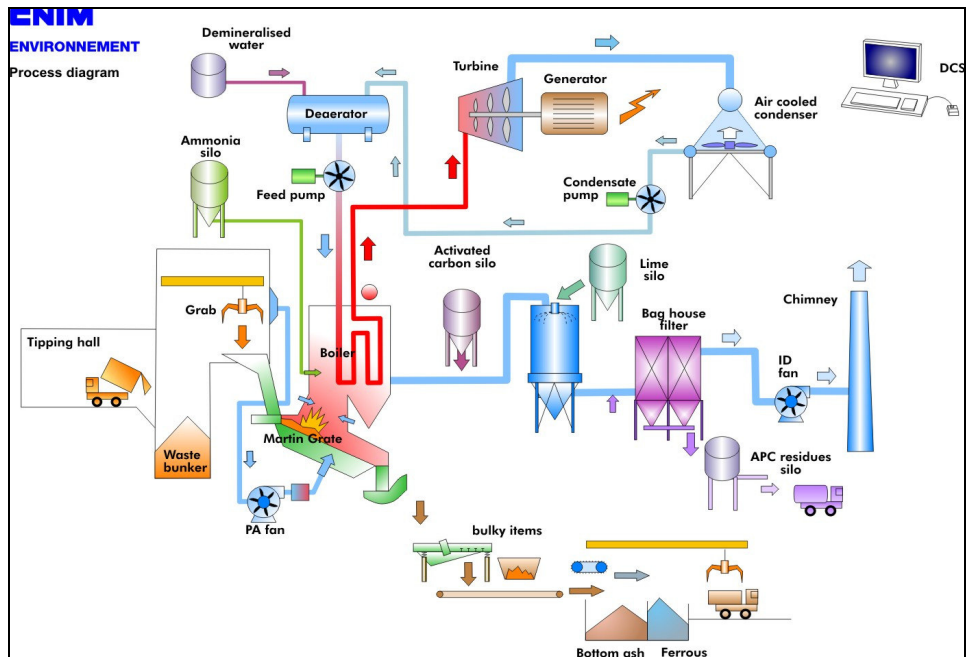 CNIM
ENVIRONNEMENT
Process diagram
Demineralised
water
Turbine
Generator
DCS
Deaerator
Air cooled
condenser
Ammonia
silo
Feed pump
Condensate
pump
Activated
carbon silo
Lime
silo
Grab
Chimney
Bag house
filter
Tipping hall
Boiler
ID
fan
Martin Grate
Waste
bunker
APC residues
silo
PA fan
bulky items
Bottom ash
Ferrous